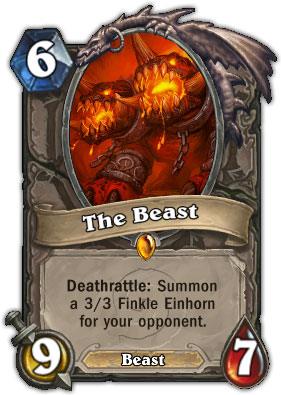 6
The Beast
Deathrattle: Summon
a 3/3 Finkle Einhorn
for your opponent.
9
Beast
7